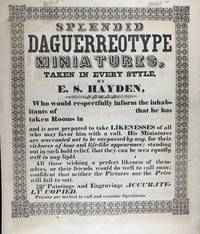 SPLENDID
DAGUERREOTYPE
MINIATURES,
TAKEN IN EVERY STYLE,
BY
E. S. HAYDEN,
Who would respectfully inform the inhab-
itants of that he has
taken Rooms in
and is now prepared to take LIKENESSES of all
who may favor him with a call. His Miniatures
are warranted not to be surpassed by any, for their
richness of tone and life-like appearance; standing
out in such bold relief, that they can be seen equally
well in any light.
All those wishing a perfect likeness of them-
selves, or their friends, would do well to call soon,
confident that neither the Pictures nor the Price
will fail to suit.
Paintings and Engravings ACCURATE-
LY COPIED.
Persons are invited to call and examine Specimens.